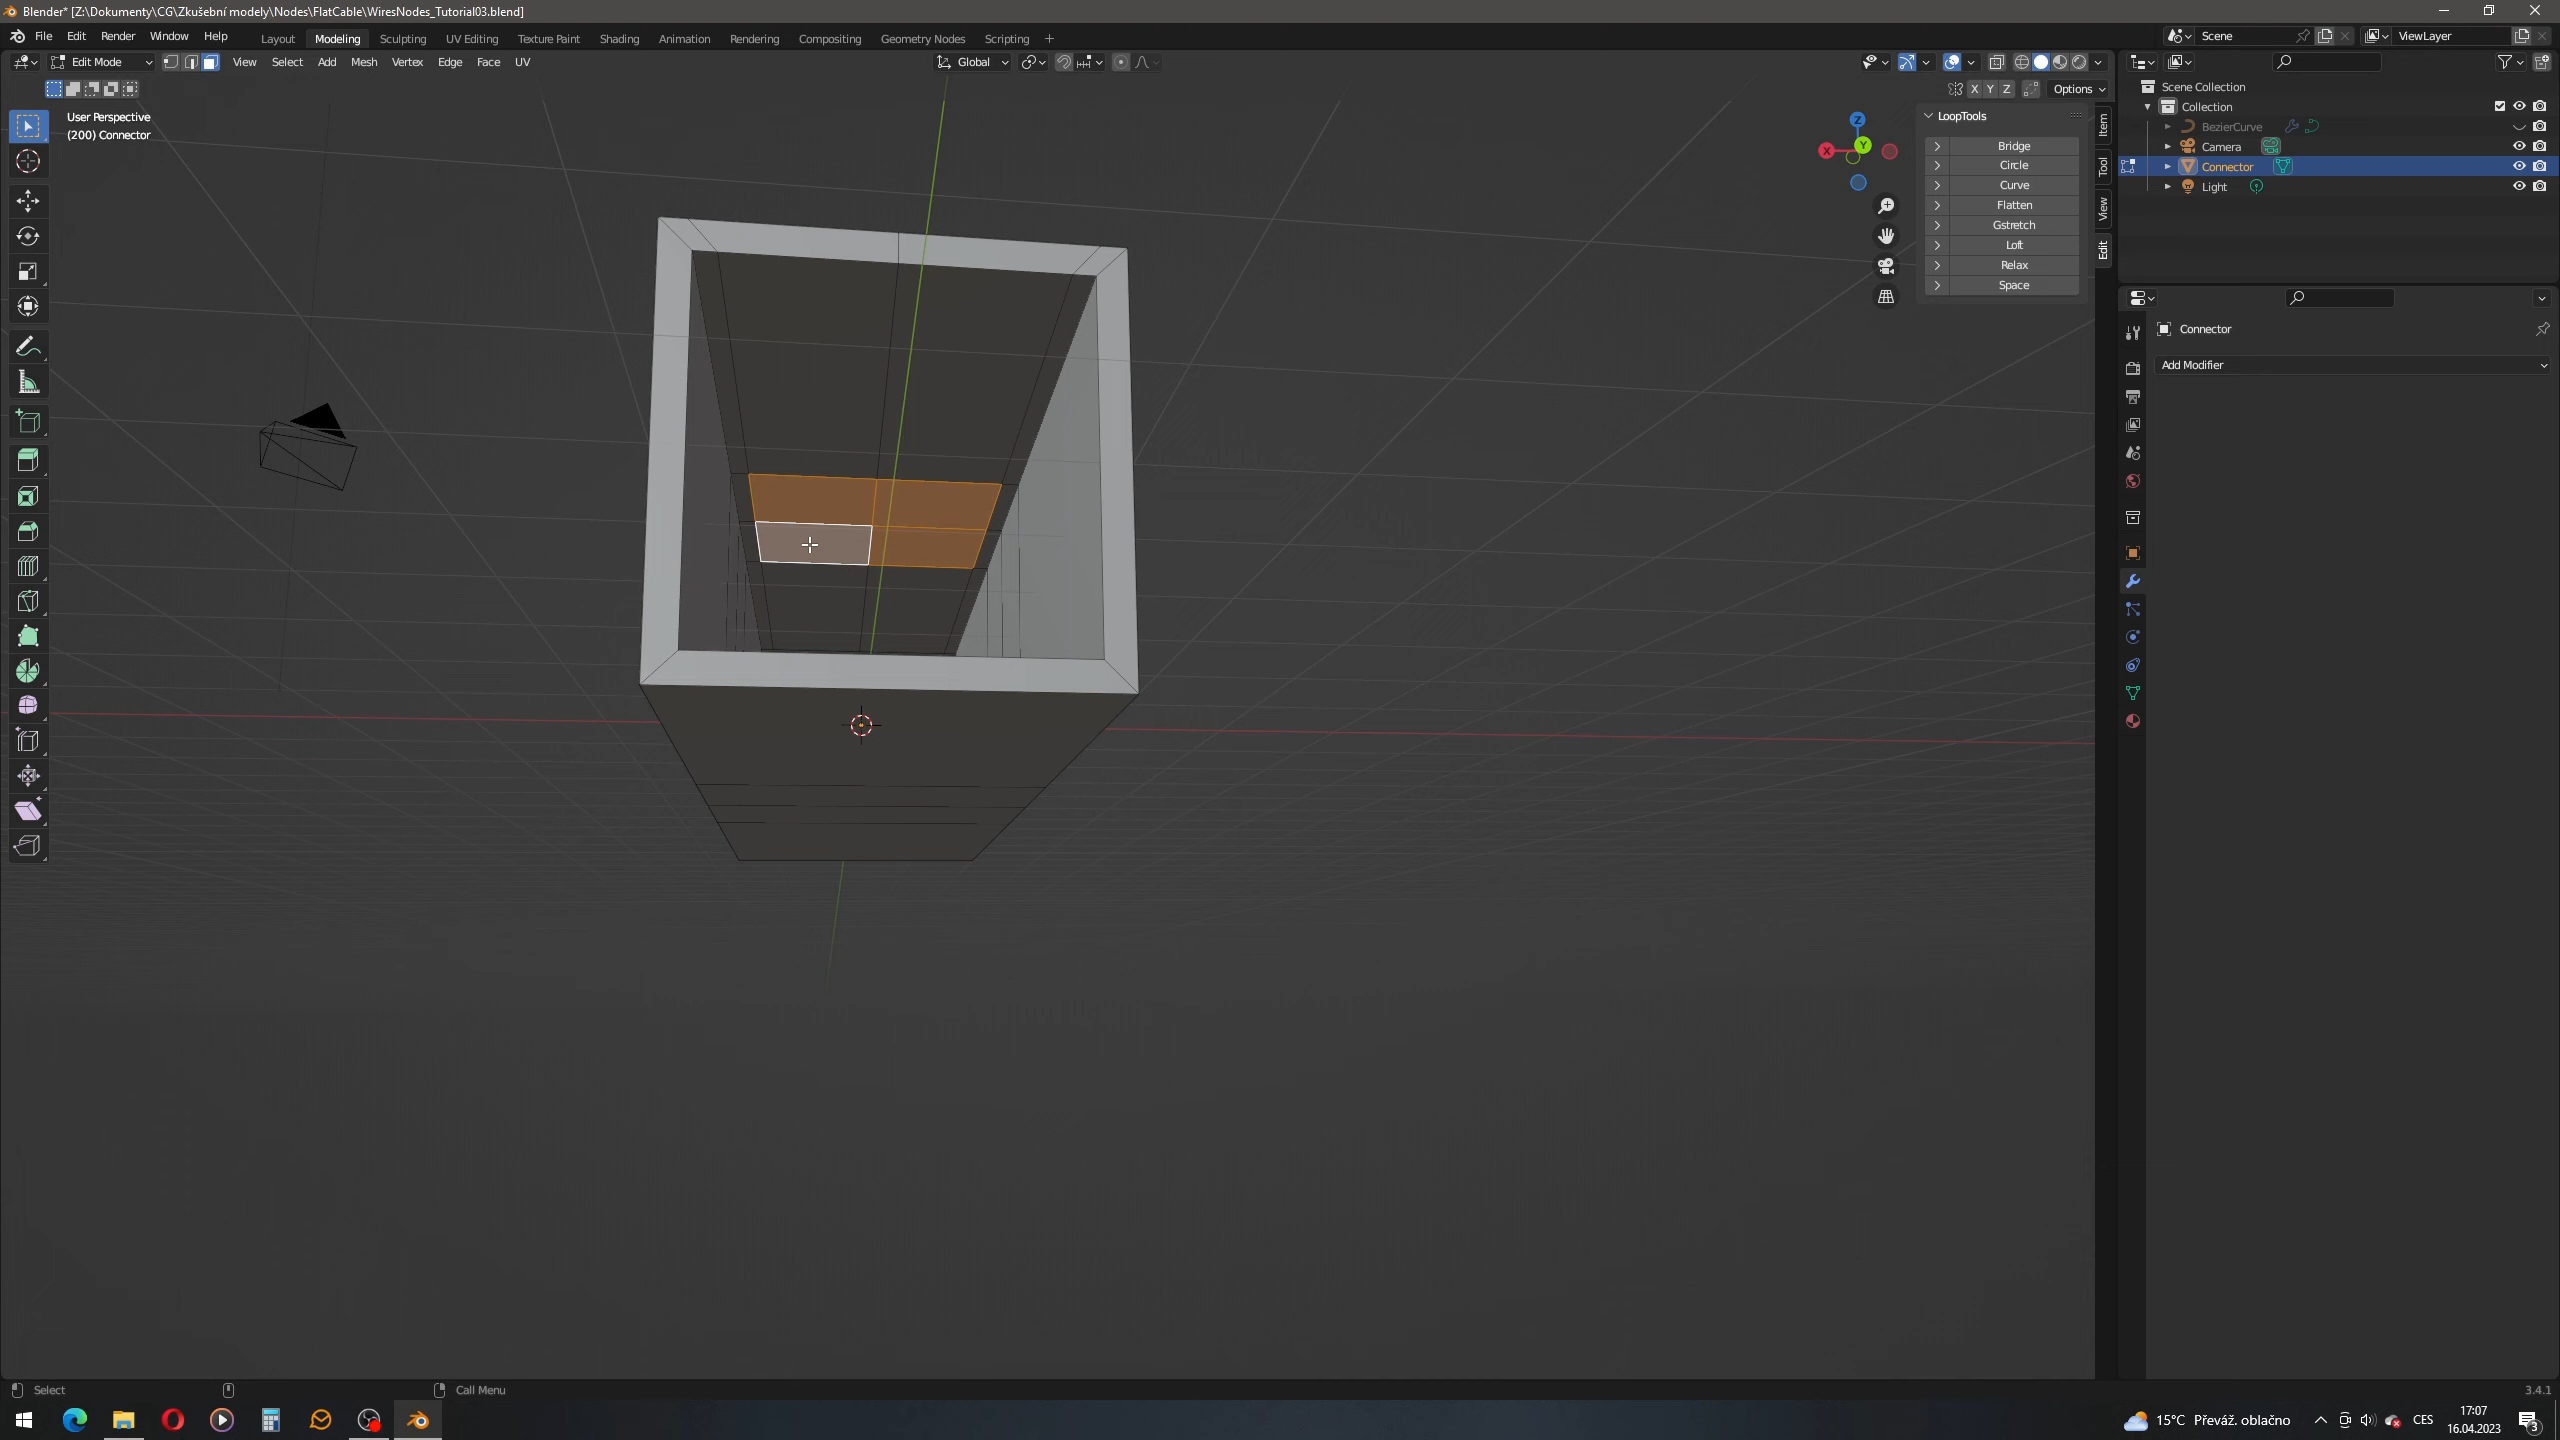 Blender* [Z:\Dokumenty\CG\Zkušební modely\Nodes\FlatCable\WiresNodes_Tutorial03.blend]
File Edit Render Window Help Layout Modeling Sculpting UV Editing Texture Paint Shading Animation Rendering Compositing Geometry Nodes Scripting +
Scene
ViewLayer
Edit Mode View Select Add Mesh Vertex Edge Face UV
Global
X Y Z Options
User Perspective
(200) Connector
Z
Y
X
LoopTools
Bridge
Circle
Curve
Flatten
Gstretch
Loft
Relax
Space
Item
Tool
View
Edit
Scene Collection
Collection
BezierCurve
Camera
Connector
Light
Connector
Add Modifier
Select
Call Menu
3.4.1
15°C Převáž. oblačno
CES
17:07
16.04.2023
3